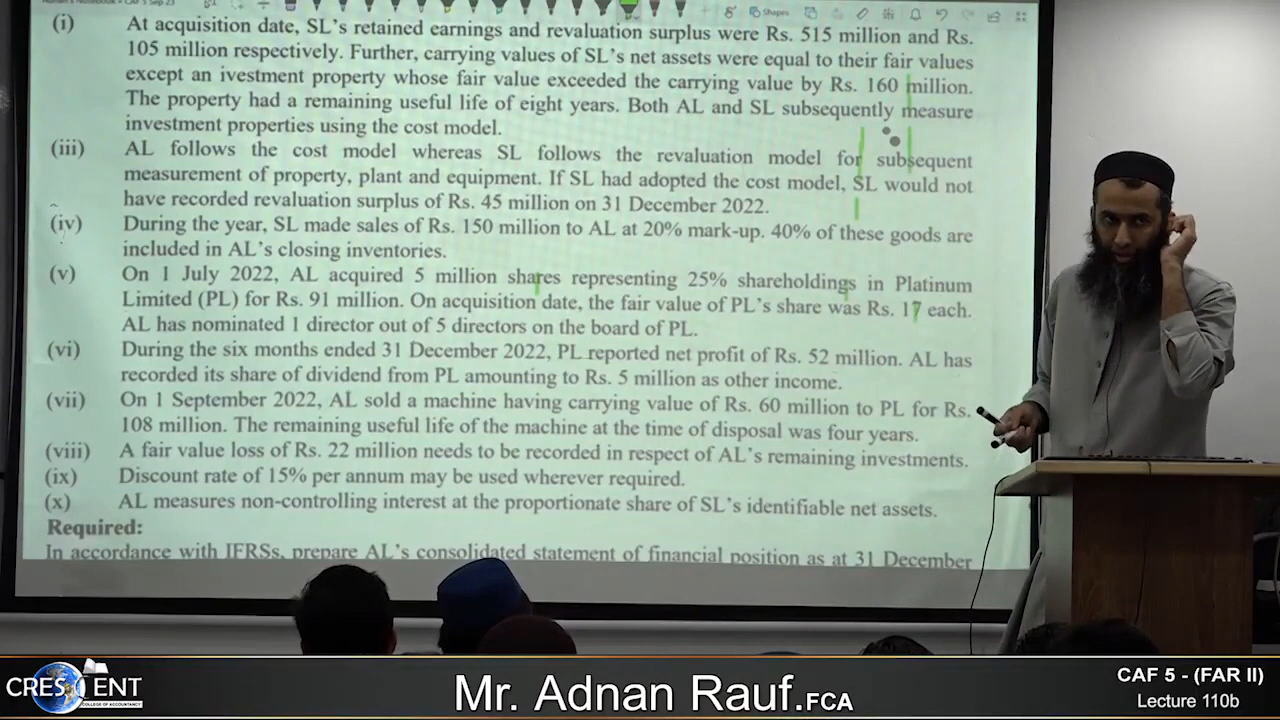 Shapes
(i) At acquisition date, SL's retained earnings and revaluation surplus were Rs. 515 million and Rs.
105 million respectively. Further, carrying values of SL's net assets were equal to their fair values
except an ivestment property whose fair value exceeded the carrying value by Rs. 160 million.
The property had a remaining useful life of eight years. Both AL and SL subsequently measure
investment properties using the cost model.
(iii) AL follows the cost model whereas SL follows the revaluation model for subsequent
measurement of property, plant and equipment. If SL had adopted the cost model, SL would not
have recorded revaluation surplus of Rs. 45 million on 31 December 2022.
(iv) During the year, SL made sales of Rs. 150 million to AL at 20% mark-up. 40% of these goods are
included in AL's closing inventories.
(v) On 1 July 2022, AL acquired 5 million shares representing 25% shareholdings in Platinum
Limited (PL) for Rs. 91 million. On acquisition date, the fair value of PL's share was Rs. 17 each.
AL has nominated 1 director out of 5 directors on the board of PL.
(vi) During the six months ended 31 December 2022, PL reported net profit of Rs. 52 million. AL has
recorded its share of dividend from PL amounting to Rs. 5 million as other income.
(vii) On 1 September 2022, AL sold a machine having carrying value of Rs. 60 million to PL for Rs.
108 million. The remaining useful life of the machine at the time of disposal was four years.
(viii) A fair value loss of Rs. 22 million needs to be recorded in respect of AL's remaining investments.
(ix) Discount rate of 15% per annum may be used wherever required.
(x) AL measures non-controlling interest at the proportionate share of SL's identifiable net assets.
Required:
In accordance with IFRSs, prepare AL's consolidated statement of financial position as at 31 December
CRESCENT
COLLEGE OF ACCOUNTANCY
Mr. Adnan Rauf.FCA
CAF 5 - (FAR II)
Lecture 110b